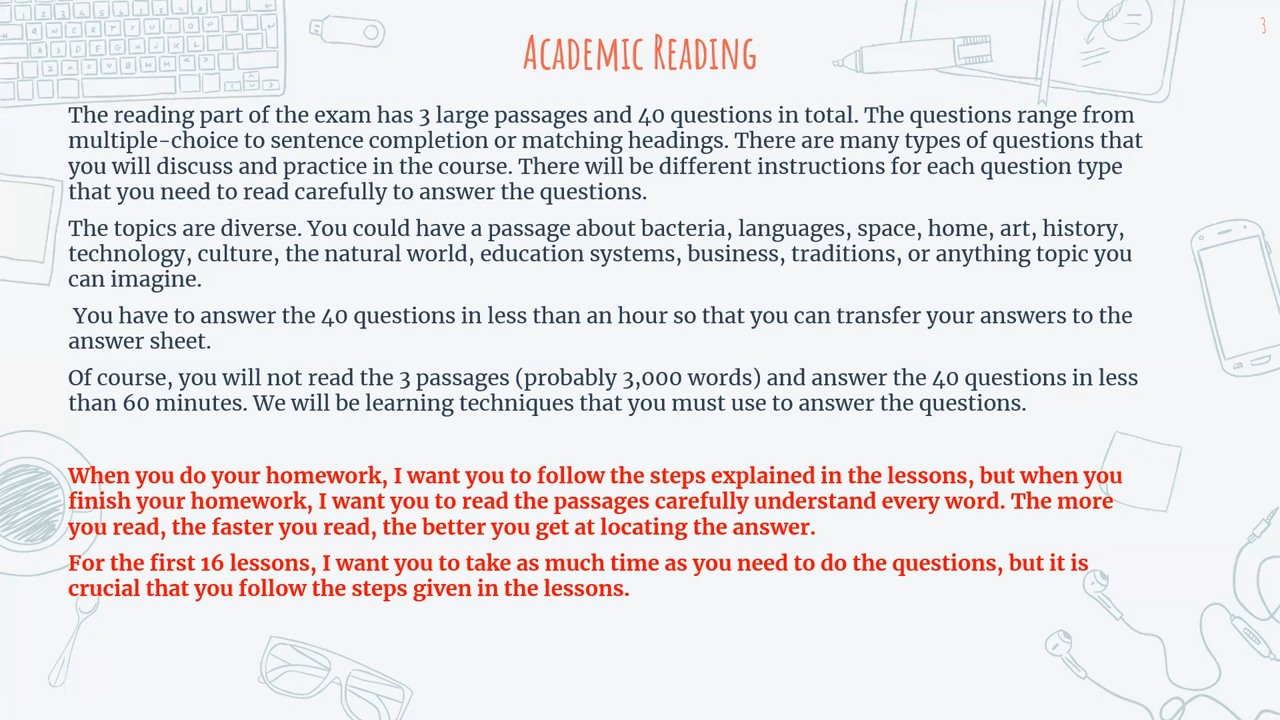 3
Academic Reading
The reading part of the exam has 3 large passages and 40 questions in total. The questions range from
multiple-choice to sentence completion or matching headings. There are many types of questions that
you will discuss and practice in the course. There will be different instructions for each question type
that you need to read carefully to answer the questions.
The topics are diverse. You could have a passage about bacteria, languages, space, home, art, history,
technology, culture, the natural world, education systems, business, traditions, or anything topic you
can imagine.
You have to answer the 40 questions in less than an hour so that you can transfer your answers to the
answer sheet.
Of course, you will not read the 3 passages (probably 3,000 words) and answer the 40 questions in less
than 60 minutes. We will be learning techniques that you must use to answer the questions.
When you do your homework, I want you to follow the steps explained in the lessons, but when you
finish your homework, I want you to read the passages carefully understand every word. The more
you read, the faster you read, the better you get at locating the answer.
For the first 16 lessons, I want you to take as much time as you need to do the questions, but it is
crucial that you follow the steps given in the lessons.